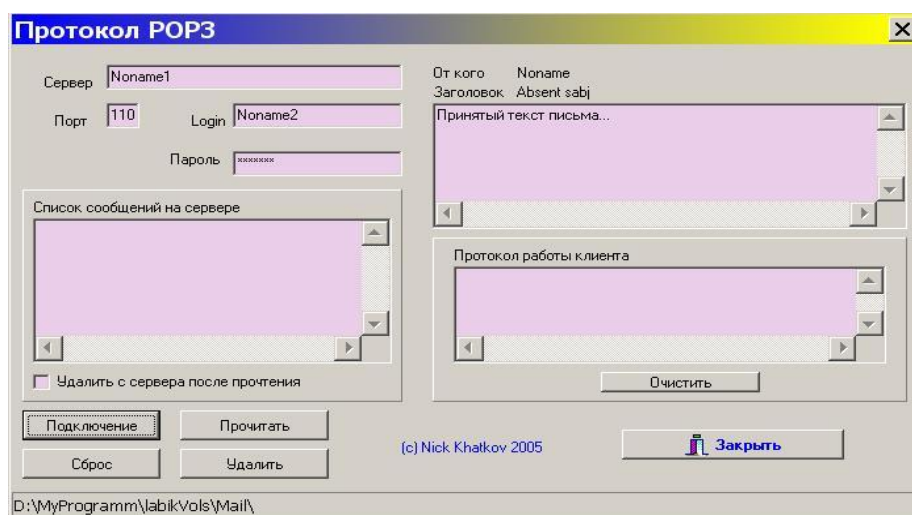 Протокол POP3
Сервер Noname1
Порт 110 Login Noname2
Пароль xxxxxxx
Список сообщений на сервере
Удалить с сервера после прочтения
Подключение Прочитать
Сброс Удалить
От кого Noname
Заголовок Absent sabj
Принятый текст письма...
Протокол работы клиента
Очистить
(c) Nick Khatkov 2005
Закрыть
D:\MyProgramm\labikVols\Mail\